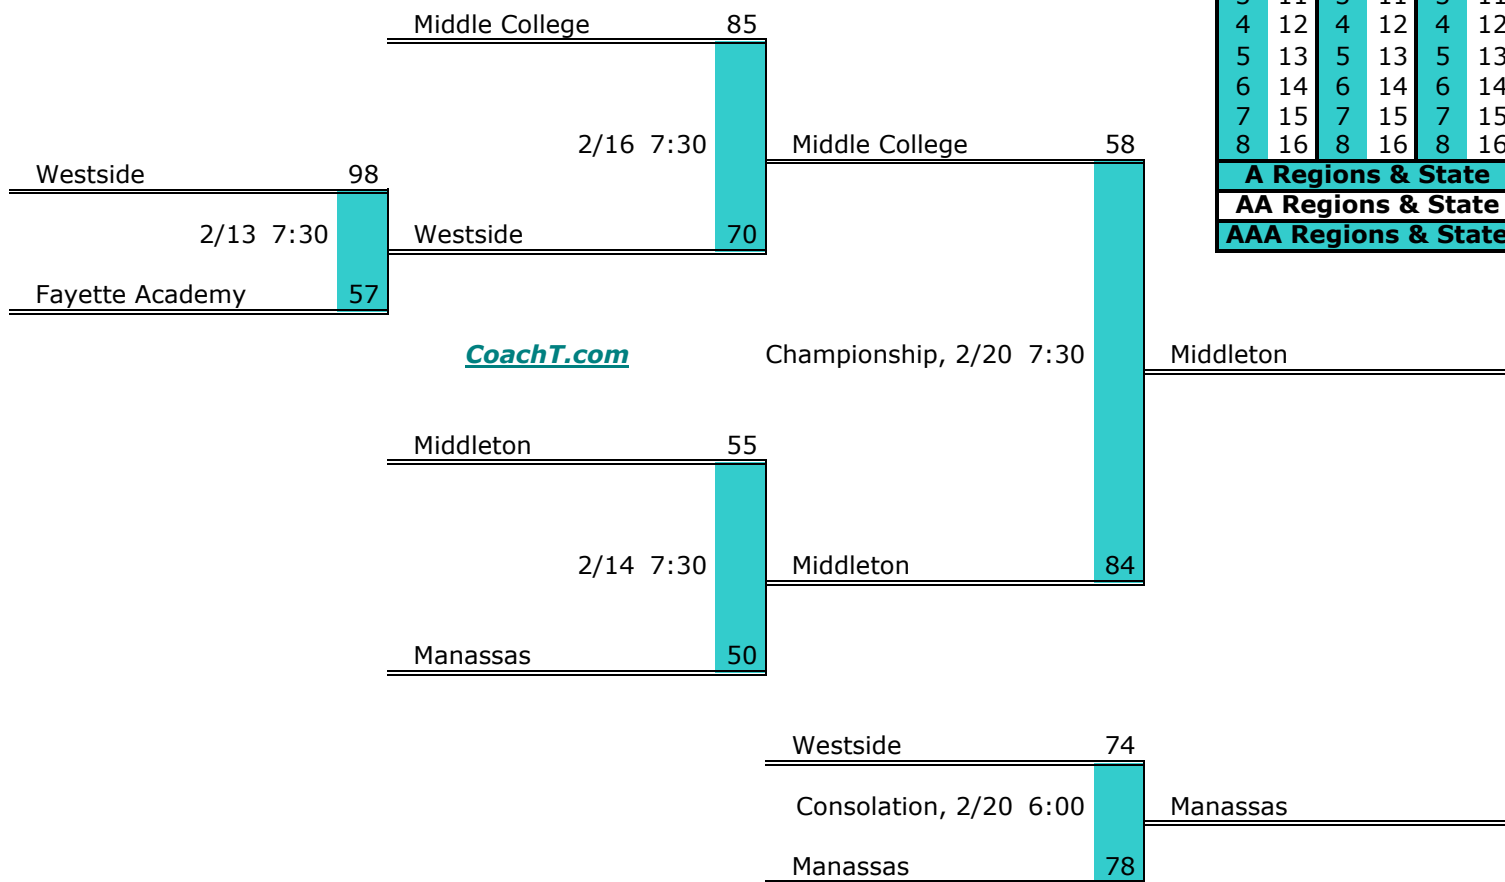 Middle College 85
4 12 4 12 4 12
5 13 5 13 5 13
6 14 6 14 6 14
7 15 7 15 7 15
2/16 7:30 Middle College 58 8 16 8 16 8 16
Westside 98 A Regions & State
AA Regions & State
2/13 7:30 Westside 70 AAA Regions & State
Fayette Academy 57
CoachT.com Championship, 2/20 7:30 Middleton
Middleton 55
2/14 7:30 Middleton 84
Manassas 50
Westside 74
Consolation, 2/20 6:00 Manassas
Manassas 78